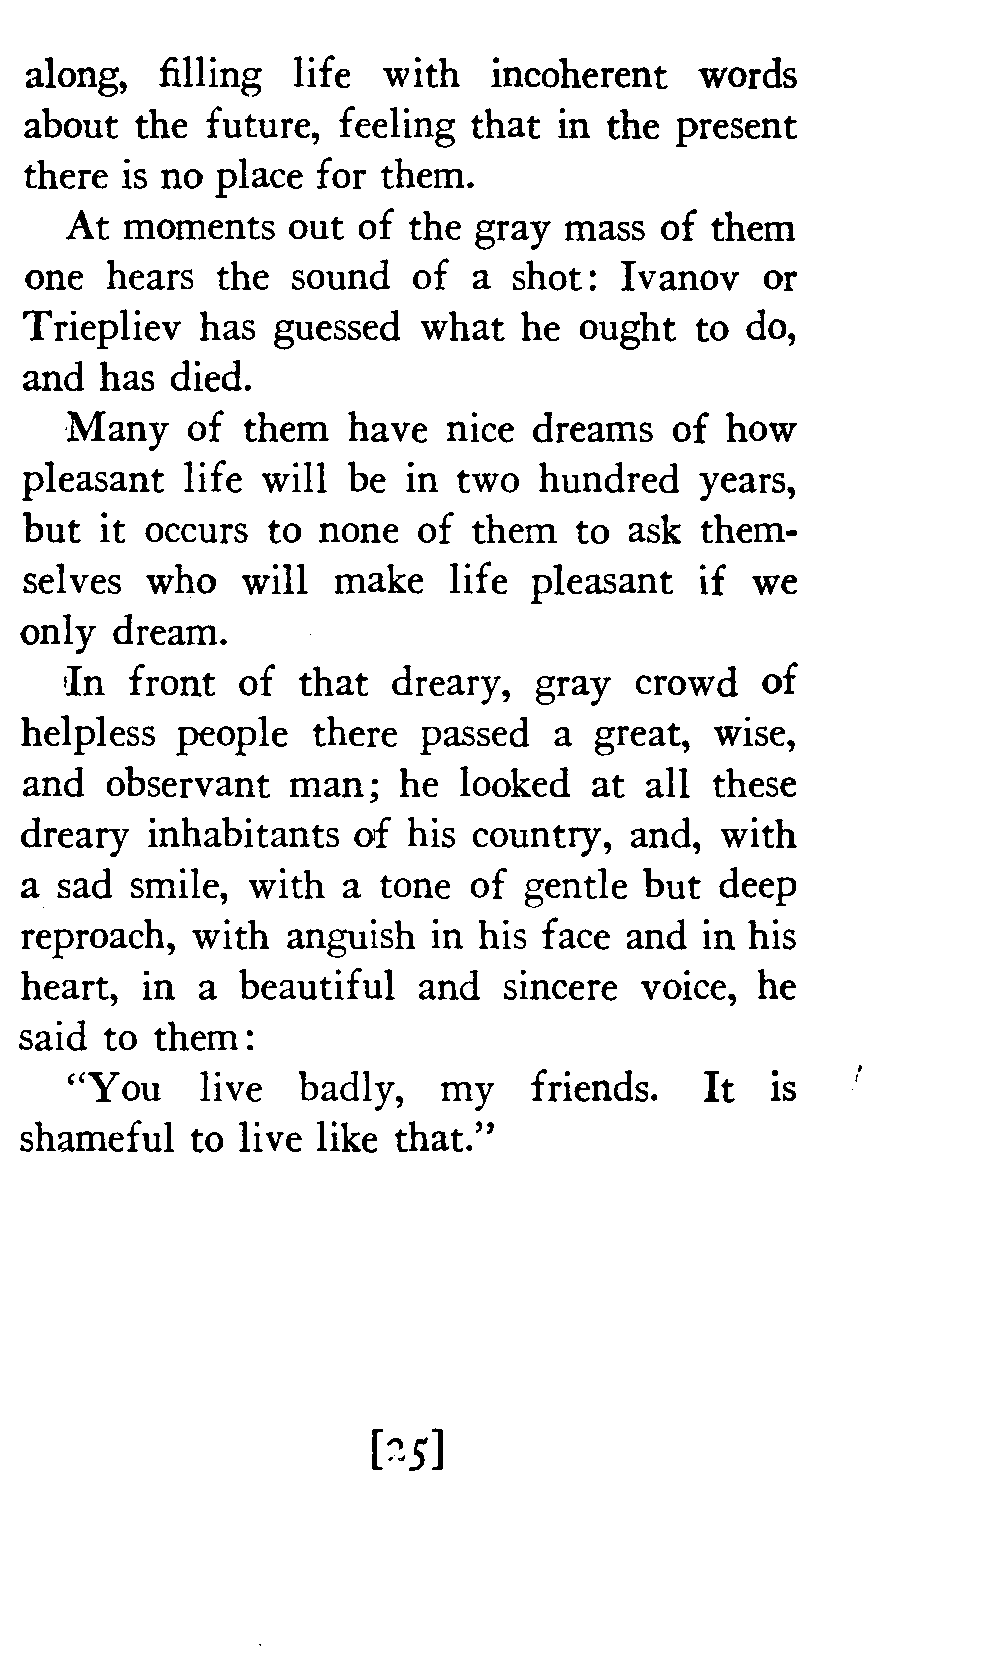 along, filling life with incoherent words
about the future, feeling that in the present
there is no place for them.
At moments out of the gray mass of them
one hears the sound of a shot: Ivanov or
Triepliev has guessed what he ought to do,
and has died.
Many of them have nice dreams of how
pleasant life will be in two hundred years,
but it occurs to none of them to ask them-
selves who will make life pleasant if we
only dream.
In front of that dreary, gray crowd of
helpless people there passed a great, wise,
and observant man; he looked at all these
dreary inhabitants of his country, and, with
a sad smile, with a tone of gentle but deep
reproach, with anguish in his face and in his
heart, in a beautiful and sincere voice, he
said to them:
"You live badly, my friends. It is
shameful to live like that."
[25]